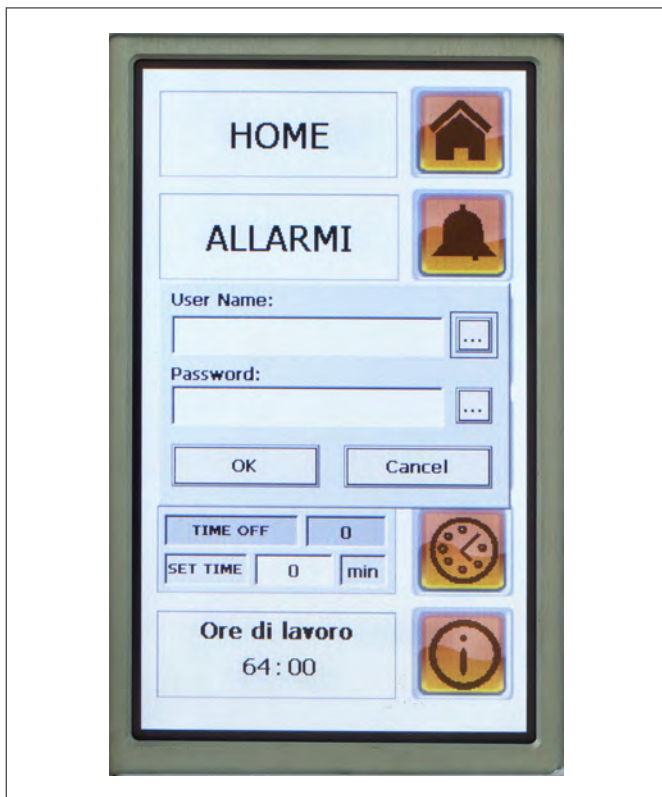 HOME
ALLARMI
User Name:
...
Password:
...
OK Cancel
TIME OFF 0
SET TIME 0 min
Ore di lavoro
64:00